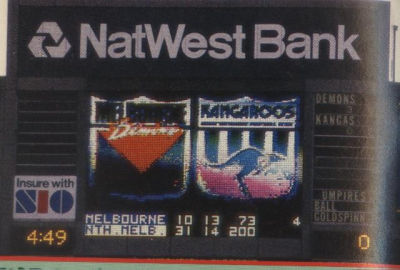 NatWest Bank
DEMONS
KANGAS
KANGAROOS
Demons
Insure with
SIO
UMPIRES
BALL
GOLDSPINK
MELBOURNE 10 13 73 4
NTH.MELB. 31 14 200
4:49
0